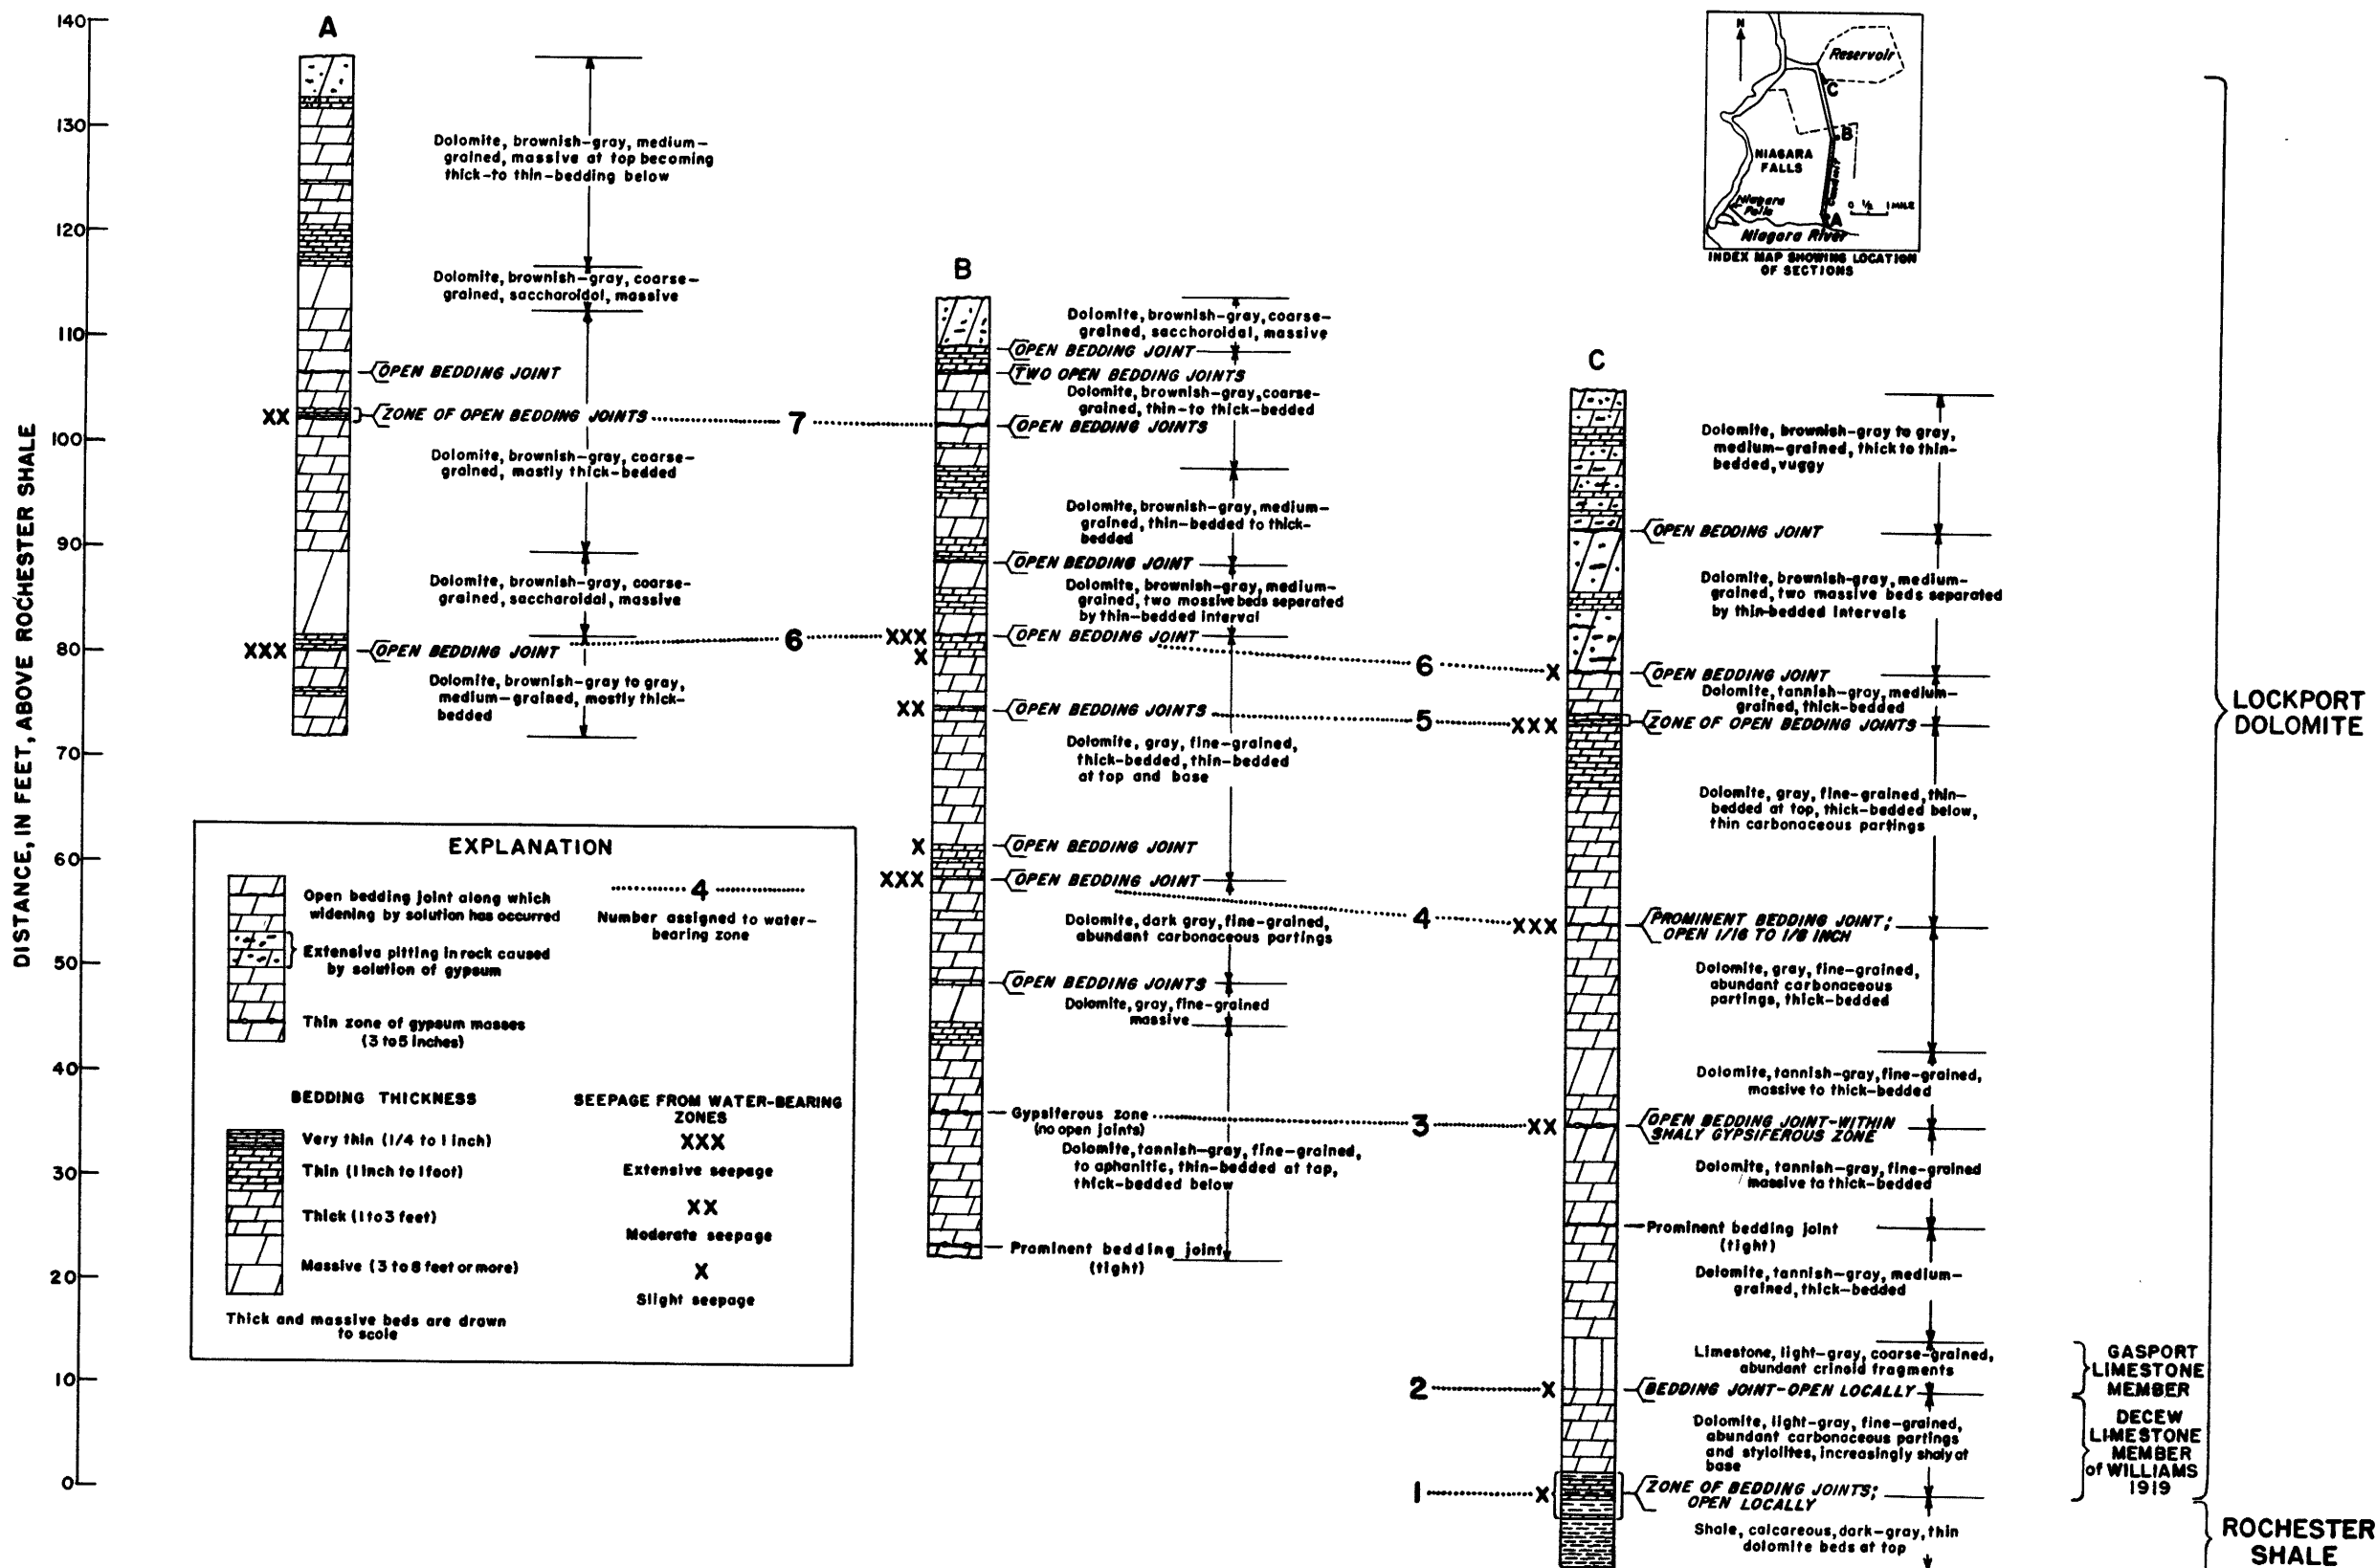 DISTANCE, IN FEET, ABOVE ROCHESTER SHALE
140
130
120
110
100
90
80
70
60
50
40
30
20
10
0
A
Dolomite, brownish-gray, medium-
grained, massive at top becoming
thick-to thin-bedding below
Dolomite, brownish-gray, coarse-
grained, saccharoidal, massive
OPEN BEDDING JOINT
XX
ZONE OF OPEN BEDDING JOINTS
7
Dolomite, brownish-gray, coarse-
grained, mostly thick-bedded
Dolomite, brownish-gray, coarse-
grained, saccharoidal, massive
XXX
OPEN BEDDING JOINT
6
Dolomite, brownish-gray to gray,
medium-grained, mostly thick-
bedded
B
Dolomite, brownish-gray, coarse-
grained, sacchoroidal, massive
OPEN BEDDING JOINT
TWO OPEN BEDDING JOINTS
Dolomite, brownish-gray, coarse-
grained, thin-to thick-bedded
OPEN BEDDING JOINTS
Dolomite, brownish-gray, medium-
grained, thin-bedded to thick-
bedded
OPEN BEDDING JOINT
Dolomite, brownish-gray, medium-
grained, two mossive beds separated
by thin-bedded interval
XXX
OPEN BEDDING JOINT
X
6
XX
OPEN BEDDING JOINTS
5
Dolomite, gray, fine-grained,
thick-bedded, thin-bedded
at top and base
X
OPEN BEDDING JOINT
XXX
OPEN BEDDING JOINT
4
Dolomite, dark gray, fine-grained,
abundant carbonaceous partings
OPEN BEDDING JOINTS
Dolomite, gray, fine-grained
massive
Gypsiferous zone
(no open joints)
3
Dolomite, tannish-gray, fine-grained,
to aphanitic, thin-bedded at top,
thick-bedded below
Prominent bedding joint
(tight)
C
Dolomite, brownish-gray to gray,
medium-grained, thick to thin-
bedded, vuggy
OPEN BEDDING JOINT
Dolomite, brownish-gray, medium-
grained, two massive beds separated
by thin-bedded intervals
X
OPEN BEDDING JOINT
Dolomite, tannish-gray, medium-
grained, thick-bedded
XXX
ZONE OF OPEN BEDDING JOINTS
Dolomite, gray, fine-grained, thin-
bedded at top, thick-bedded below,
thin carbonaceous partings
XXX
PROMINENT BEDDING JOINT;
OPEN 1/16 TO 1/8 INCH
Dolomite, gray, fine-grained,
abundant carbonaceous
partings, thick-bedded
Dolomite, tannish-gray, fine-grained,
massive to thick-bedded
XX
OPEN BEDDING JOINT-WITHIN
SHALY GYPSIFEROUS ZONE
Dolomite, tannish-gray, fine-grained
massive to thick-bedded
Prominent bedding joint
(tight)
Dolomite, tannish-gray, medium-
grained, thick-bedded
Limestone, light-gray, coarse-grained,
abundant crinoid fragments
2
X
BEDDING JOINT-OPEN LOCALLY
Dolomite, light-gray, fine-grained,
abundant carbonaceous partings
and stylolites, increasingly shaly at
base
1
X
ZONE OF BEDDING JOINTS;
OPEN LOCALLY
Shale, calcareous, dark-gray, thin
dolomite beds at top
N
Reservoir
C
B
NIAGARA
FALLS
Conduit
Niagara
Falls
0 1/2 1 MILE
A
Niagara River
INDEX MAP SHOWING LOCATION
OF SECTIONS
LOCKPORT
DOLOMITE
GASPORT
LIMESTONE
MEMBER
DECEW
LIMESTONE
MEMBER
of WILLIAMS
1919
ROCHESTER
SHALE
EXPLANATION
Open bedding joint along which
widening by solution has occurred
Extensive pitting in rock caused
by solution of gypsum
Thin zone of gypsum masses
(3 to 5 inches)
4
Number assigned to water-
bearing zone
BEDDING THICKNESS
Very thin (1/4 to 1 inch)
Thin (1 inch to 1 foot)
Thick (1 to 3 feet)
Massive (3 to 8 feet or more)
Thick and massive beds are drawn
to scale
SEEPAGE FROM WATER-BEARING
ZONES
XXX
Extensive seepage
XX
Moderate seepage
X
Slight seepage